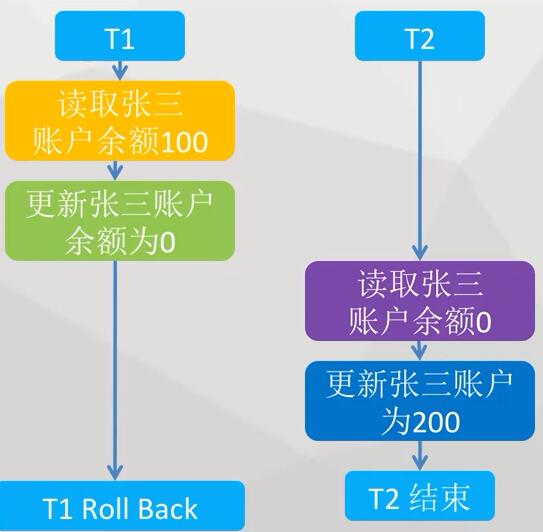 T1
T2
读取张三
账户余额100
更新张三账户
余额为0
读取张三
账户余额0
更新张三账户
为200
T1 Roll Back
T2 结束